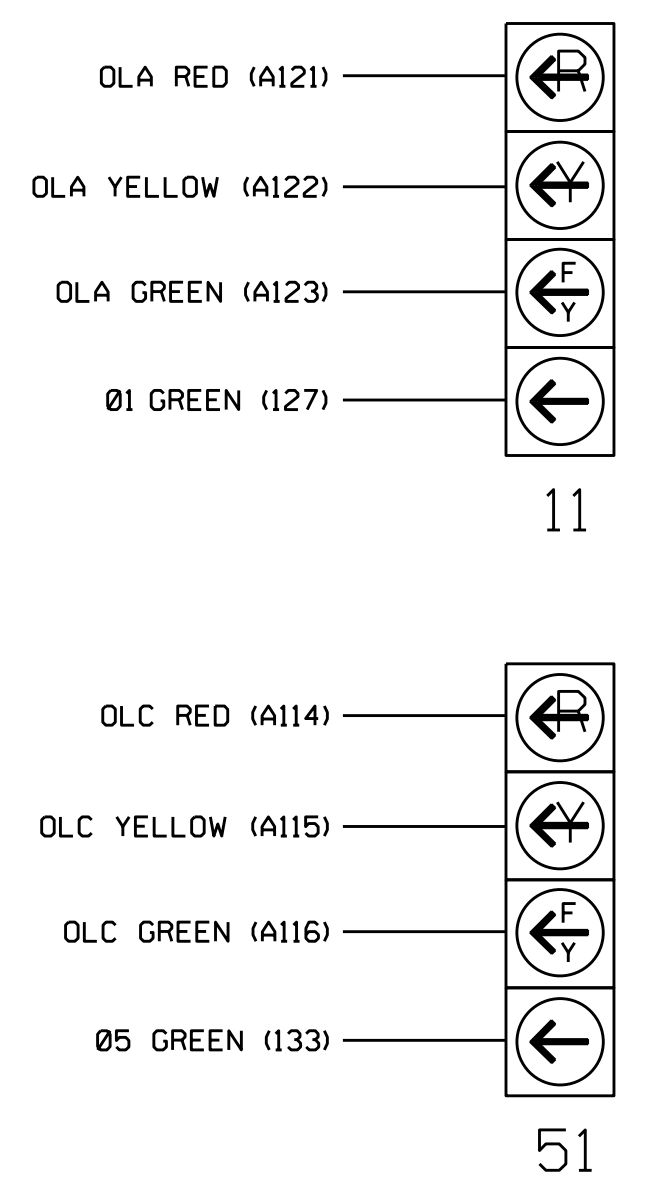 OLA RED (A121)
R
OLA YELLOW (A122)
Y
OLA GREEN (A123)
F
Y
Ø1 GREEN (127)
11
OLC RED (A114)
R
OLC YELLOW (A115)
Y
OLC GREEN (A116)
F
Y
Ø5 GREEN (133)
51